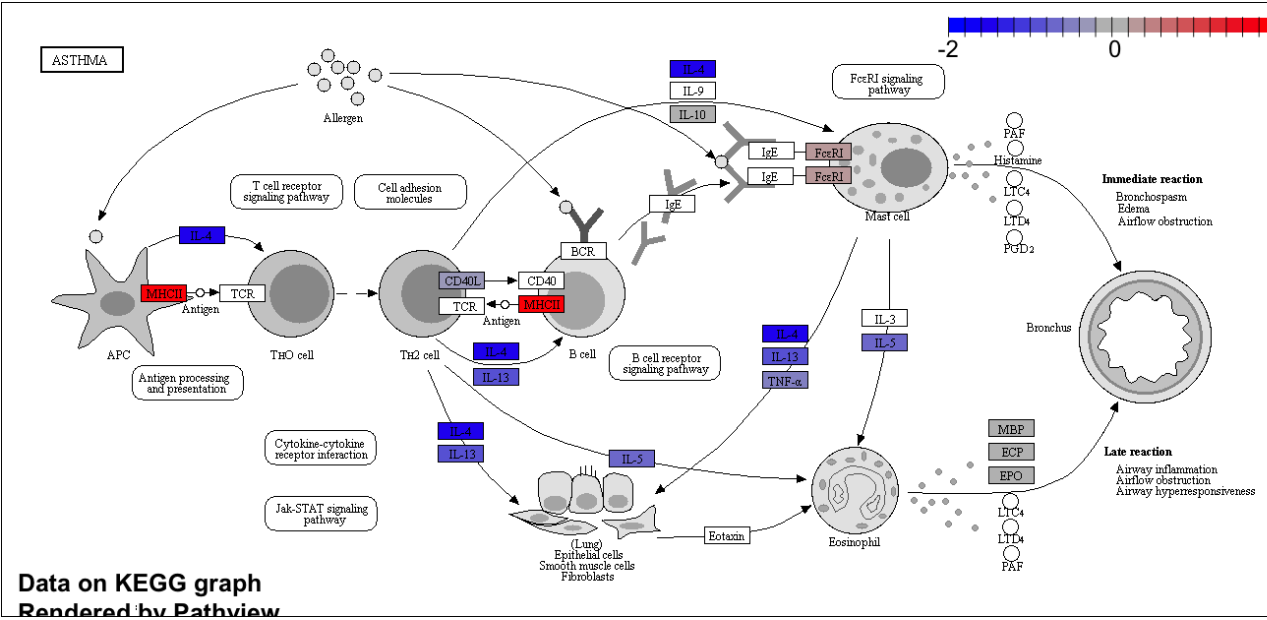 -2
0
ASTHMA
Allergen
IL-4
IL-9
IL-10
FcεRI signaling
pathway
T cell receptor
signaling pathway
Cell adhesion
molecules
IgE
FcεRI
IgE
FcεRI
IgE
Mast cell
PAF
Histamine
LTC4
LTD4
PGD2
Immediate reaction
Bronchospasm
Edema
Airflow obstruction
IL-4
MHCII
Antigen
TCR
APC
TH0 cell
Antigen processing
and presentation
CD40L
CD40
TCR
MHCII
Antigen
BCR
TH2 cell
B cell
IL-4
IL-13
B cell receptor
signaling pathway
IL-4
IL-13
TNF-α
IL-3
IL-5
Bronchus
Cytokine-cytokine
receptor interaction
Jak-STAT signaling
pathway
IL-4
IL-13
IL-5
(Lung)
Epithelial cells
Smooth muscle cells
Fibroblasts
Eotaxin
Eosinophil
MBP
ECP
EPO
LTC4
LTD4
PAF
Late reaction
Airway inflammation
Airflow obstruction
Airway hyperresponsiveness
Data on KEGG graph
Rendered by Pathview